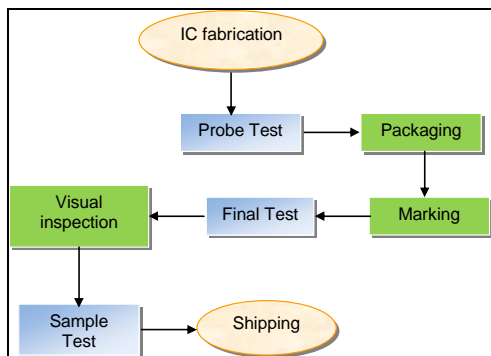 IC fabrication
Probe Test
Packaging
Marking
Final Test
Visual
inspection
Sample
Test
Shipping